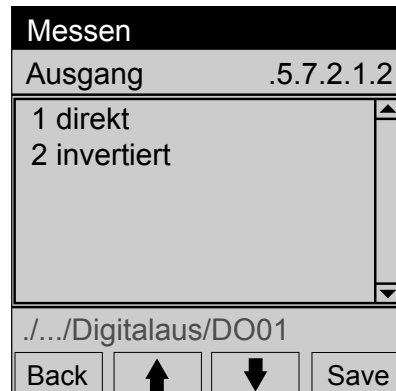 Messen
Ausgang .5.7.2.1.2
1 direkt
2 invertiert
./.../Digitalaus/DO01
Back Save